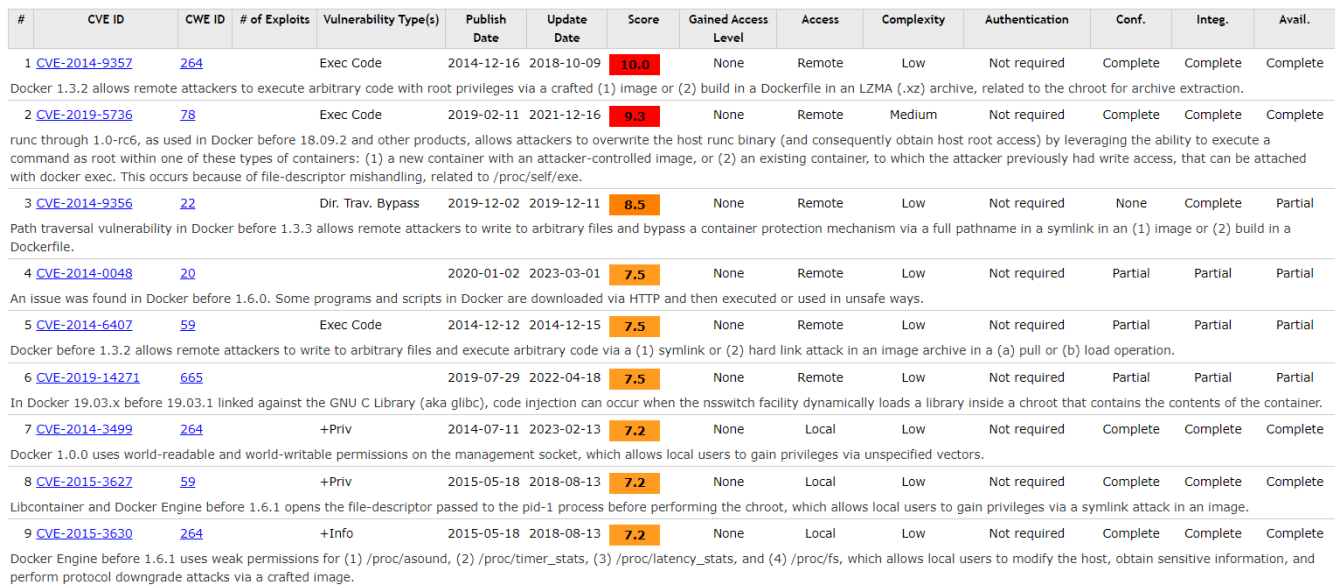 # CVE ID CWE ID # of Exploits Vulnerability Type(s) Publish Date Update Date Score Gained Access Level Access Complexity Authentication Conf. Integ. Avail.
1 CVE-2014-9357 264 Exec Code 2014-12-16 2018-10-09 10.0 None Remote Low Not required Complete Complete Complete
Docker 1.3.2 allows remote attackers to execute arbitrary code with root privileges via a crafted (1) image or (2) build in a Dockerfile in an LZMA (.xz) archive, related to the chroot for archive extraction.
2 CVE-2019-5736 78 Exec Code 2019-02-11 2021-12-16 9.3 None Remote Medium Not required Complete Complete Complete
runc through 1.0-rc6, as used in Docker before 18.09.2 and other products, allows attackers to overwrite the host runc binary (and consequently obtain host root access) by leveraging the ability to execute a
command as root within one of these types of containers: (1) a new container with an attacker-controlled image, or (2) an existing container, to which the attacker previously had write access, that can be attached
with docker exec. This occurs because of file-descriptor mishandling, related to /proc/self/exe.
3 CVE-2014-9356 22 Dir. Trav. Bypass 2019-12-02 2019-12-11 8.5 None Remote Low Not required None Complete Partial
Path traversal vulnerability in Docker before 1.3.3 allows remote attackers to write to arbitrary files and bypass a container protection mechanism via a full pathname in a symlink in an (1) image or (2) build in a
Dockerfile.
4 CVE-2014-0048 20 2020-01-02 2023-03-01 7.5 None Remote Low Not required Partial Partial Partial
An issue was found in Docker before 1.6.0. Some programs and scripts in Docker are downloaded via HTTP and then executed or used in unsafe ways.
5 CVE-2014-6407 59 Exec Code 2014-12-12 2014-12-15 7.5 None Remote Low Not required Partial Partial Partial
Docker before 1.3.2 allows remote attackers to write to arbitrary files and execute arbitrary code via a (1) symlink or (2) hard link attack in an image archive in a (a) pull or (b) load operation.
6 CVE-2019-14271 665 2019-07-29 2022-04-18 7.5 None Remote Low Not required Partial Partial Partial
In Docker 19.03.x before 19.03.1 linked against the GNU C Library (aka glibc), code injection can occur when the nsswitch facility dynamically loads a library inside a chroot that contains the contents of the container.
7 CVE-2014-3499 264 +Priv 2014-07-11 2023-02-13 7.2 None Local Low Not required Complete Complete Complete
Docker 1.0.0 uses world-readable and world-writable permissions on the management socket, which allows local users to gain privileges via unspecified vectors.
8 CVE-2015-3627 59 +Priv 2015-05-18 2018-08-13 7.2 None Local Low Not required Complete Complete Complete
Libcontainer and Docker Engine before 1.6.1 opens the file-descriptor passed to the pid-1 process before performing the chroot, which allows local users to gain privileges via a symlink attack in an image.
9 CVE-2015-3630 264 +Info 2015-05-18 2018-08-13 7.2 None Local Low Not required Complete Complete Complete
Docker Engine before 1.6.1 uses weak permissions for (1) /proc/asound, (2) /proc/timer_stats, (3) /proc/latency_stats, and (4) /proc/fs, which allows local users to modify the host, obtain sensitive information, and
perform protocol downgrade attacks via a crafted image.